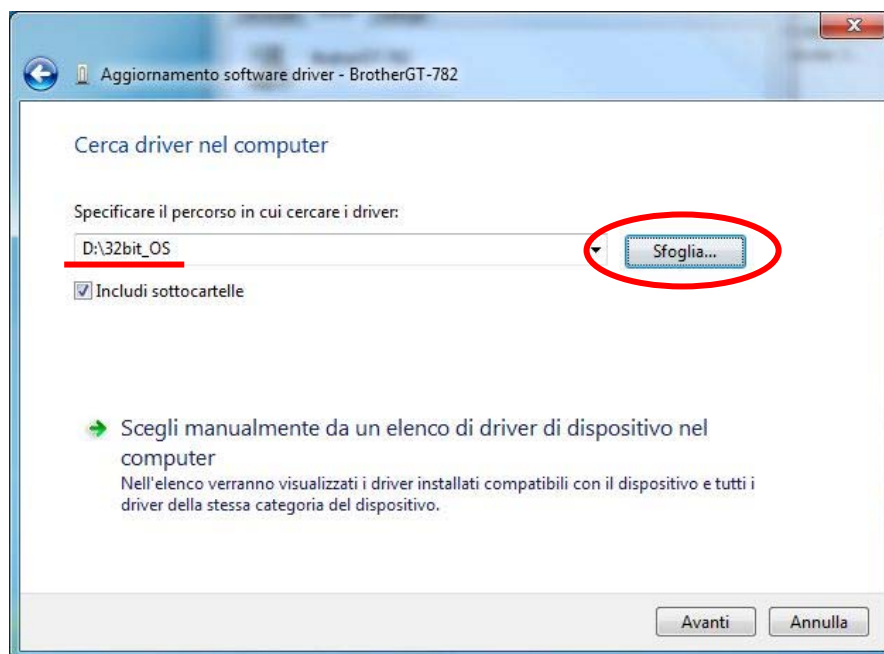 Aggiornamento software driver - BrotherGT-782
Cerca driver nel computer
Specificare il percorso in cui cercare i driver:
D:\32bit_OS
Sfoglia...
Includi sottocartelle
Scegli manualmente da un elenco di driver di dispositivo nel
computer
Nell'elenco verranno visualizzati i driver installati compatibili con il dispositivo e tutti i
driver della stessa categoria del dispositivo.
Avanti
Annulla